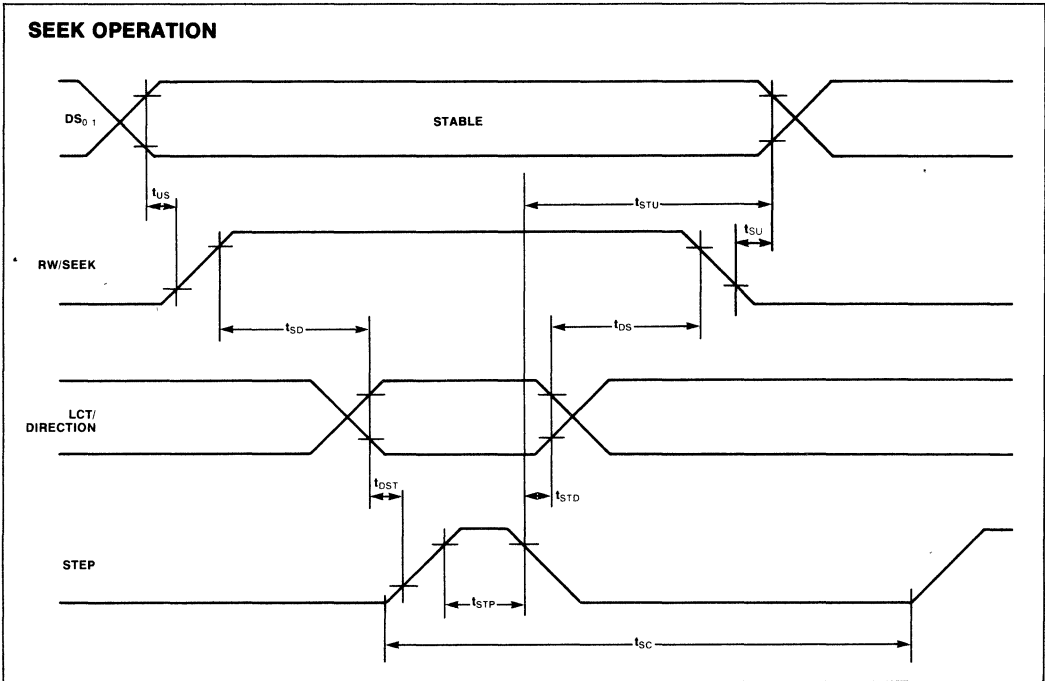 SEEK OPERATION
DS0 1
STABLE
tUS
tSTU
tSU
RW/SEEK
tSD
tDS
LCT/
DIRECTION
tDST
tSTD
STEP
tSTP
tSC